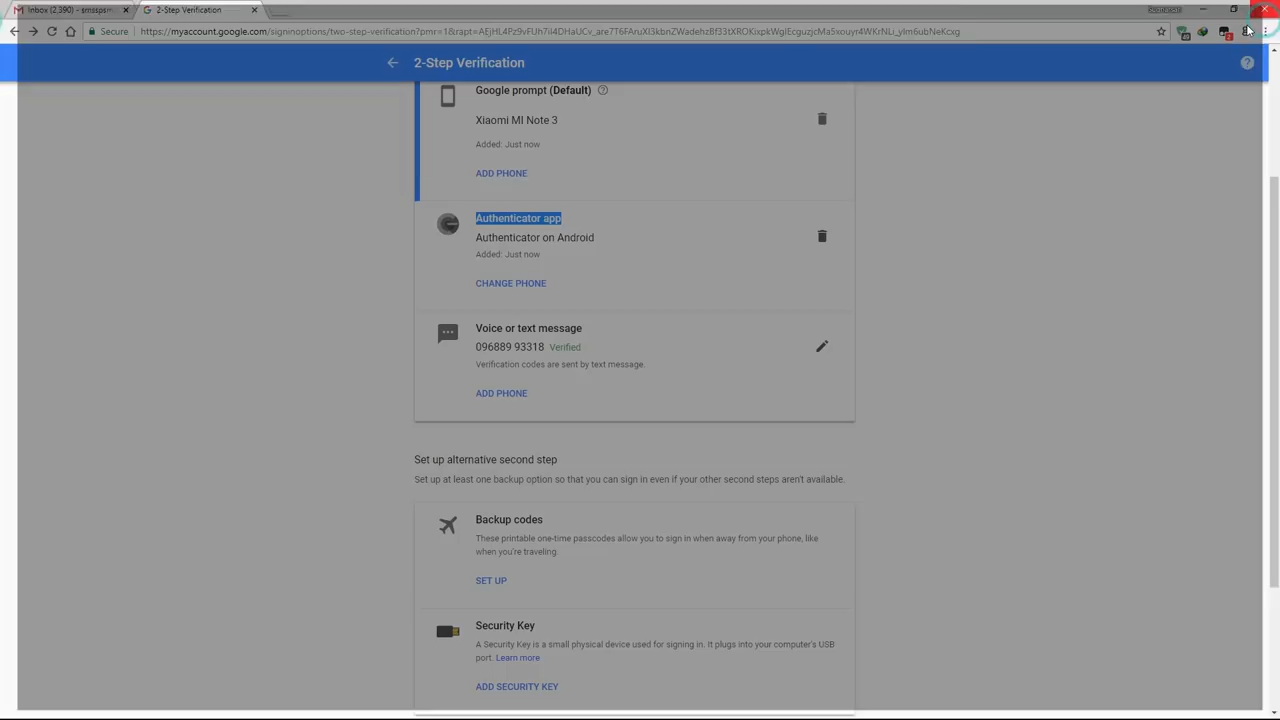 Inbox (2,390) - smsspsm
2-Step Verification
Secure
2-Step Verification
Google prompt (Default)
Xiaomi MI Note 3
Added: Just now
ADD PHONE
Authenticator app
Authenticator on Android
Added: Just now
CHANGE PHONE
Voice or text message
096889 93318 Verified
Verification codes are sent by text message.
ADD PHONE
Set up alternative second step
Set up at least one backup option so that you can sign in even if your other second steps aren't available.
Backup codes
These printable one-time passcodes allow you to sign in when away from your phone, like
when you're traveling.
SET UP
Security Key
A Security Key is a small physical device used for signing in. It plugs into your computer's USB
port. Learn more
ADD SECURITY KEY